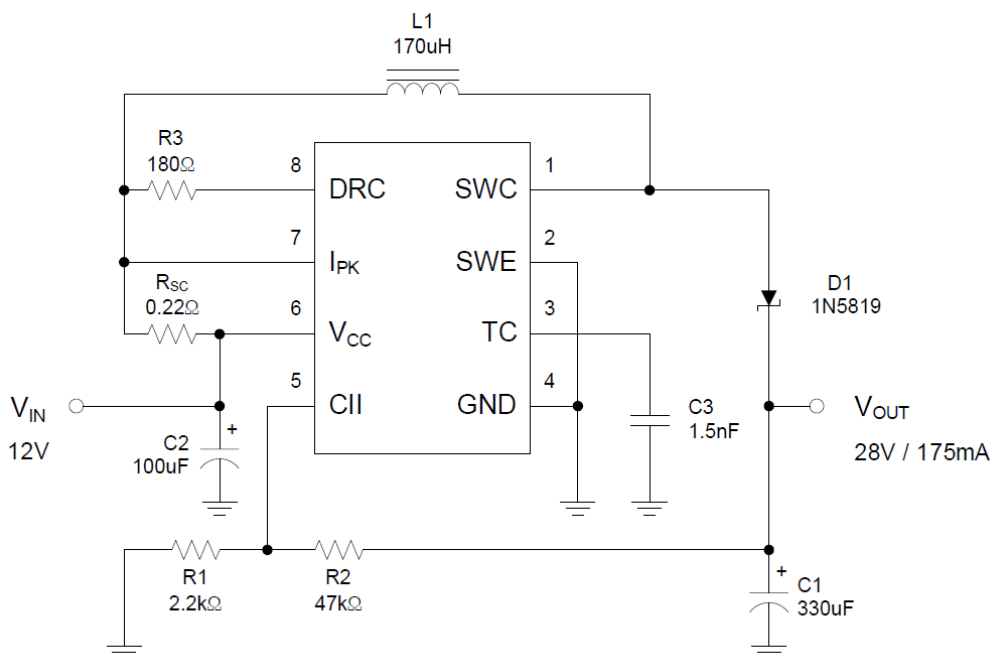 L1
170uH
R3
180Ω
8
DRC
SWC
1
7
IPK
SWE
2
RSC
0.22Ω
6
VCC
TC
3
D1
1N5819
5
CII
GND
4
VIN
12V
C2
100uF
+
C3
1.5nF
VOUT
28V / 175mA
R1
2.2kΩ
R2
47kΩ
+
C1
330uF